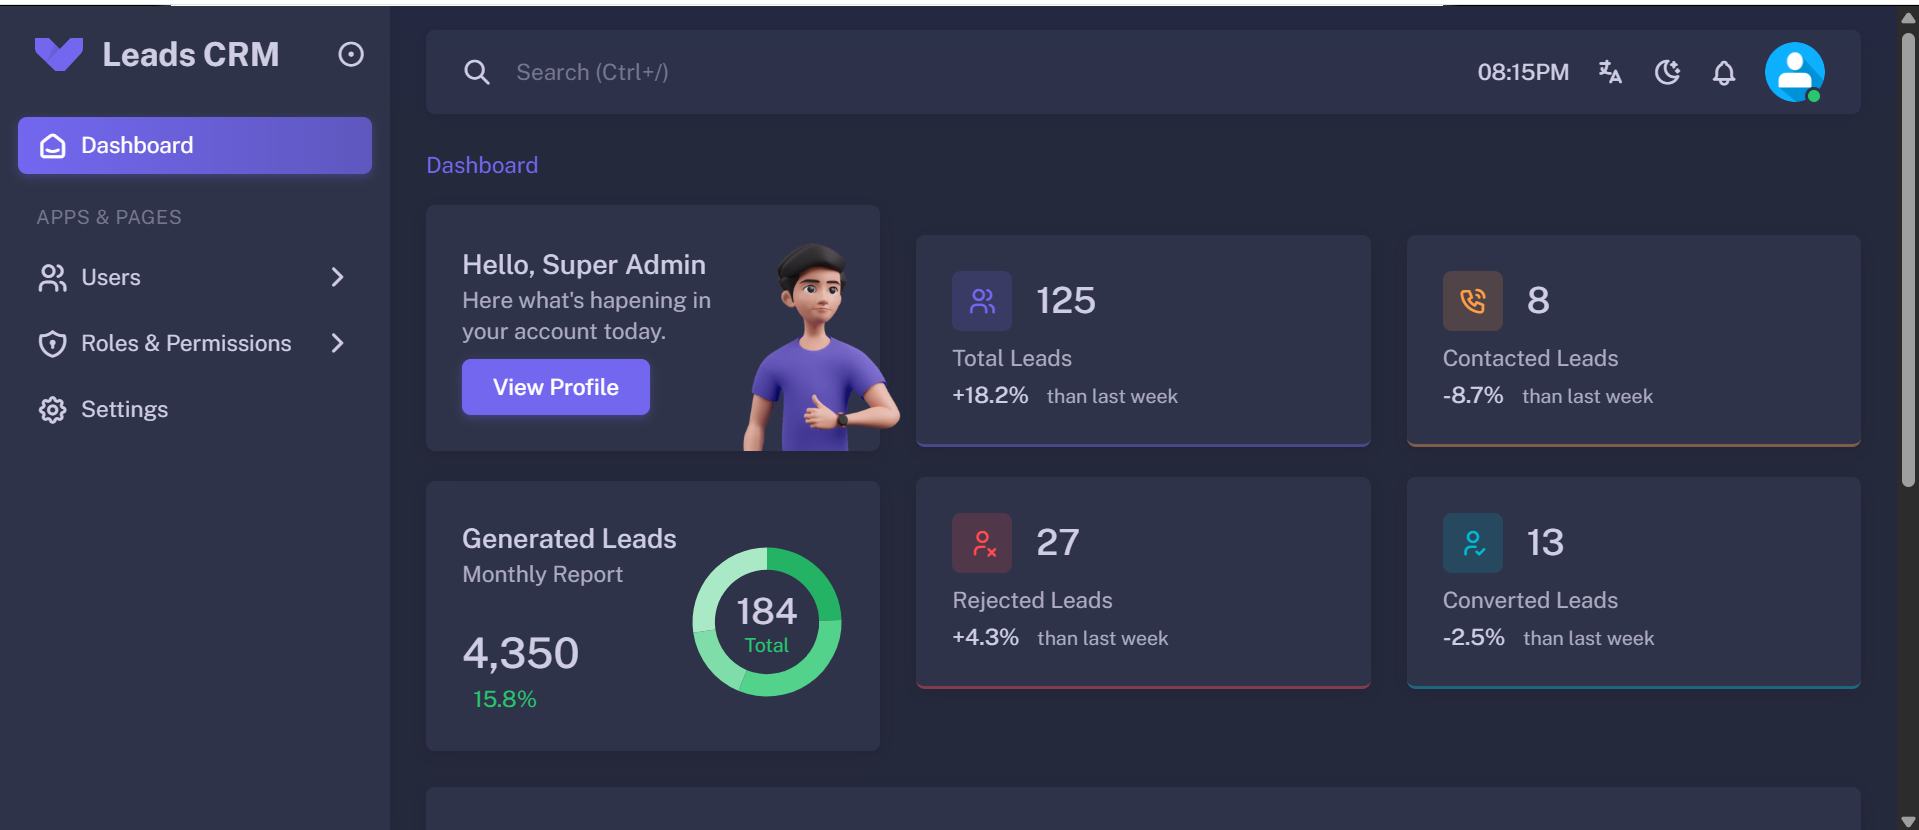 Leads CRM
Dashboard
APPS & PAGES
Users
Roles & Permissions
Settings
Search (Ctrl+/)
08:15PM
Dashboard
Hello, Super Admin
Here what's hapening in
your account today.
View Profile
125
Total Leads
+18.2% than last week
8
Contacted Leads
-8.7% than last week
Generated Leads
Monthly Report
4,350
15.8%
184
Total
27
Rejected Leads
+4.3% than last week
13
Converted Leads
-2.5% than last week